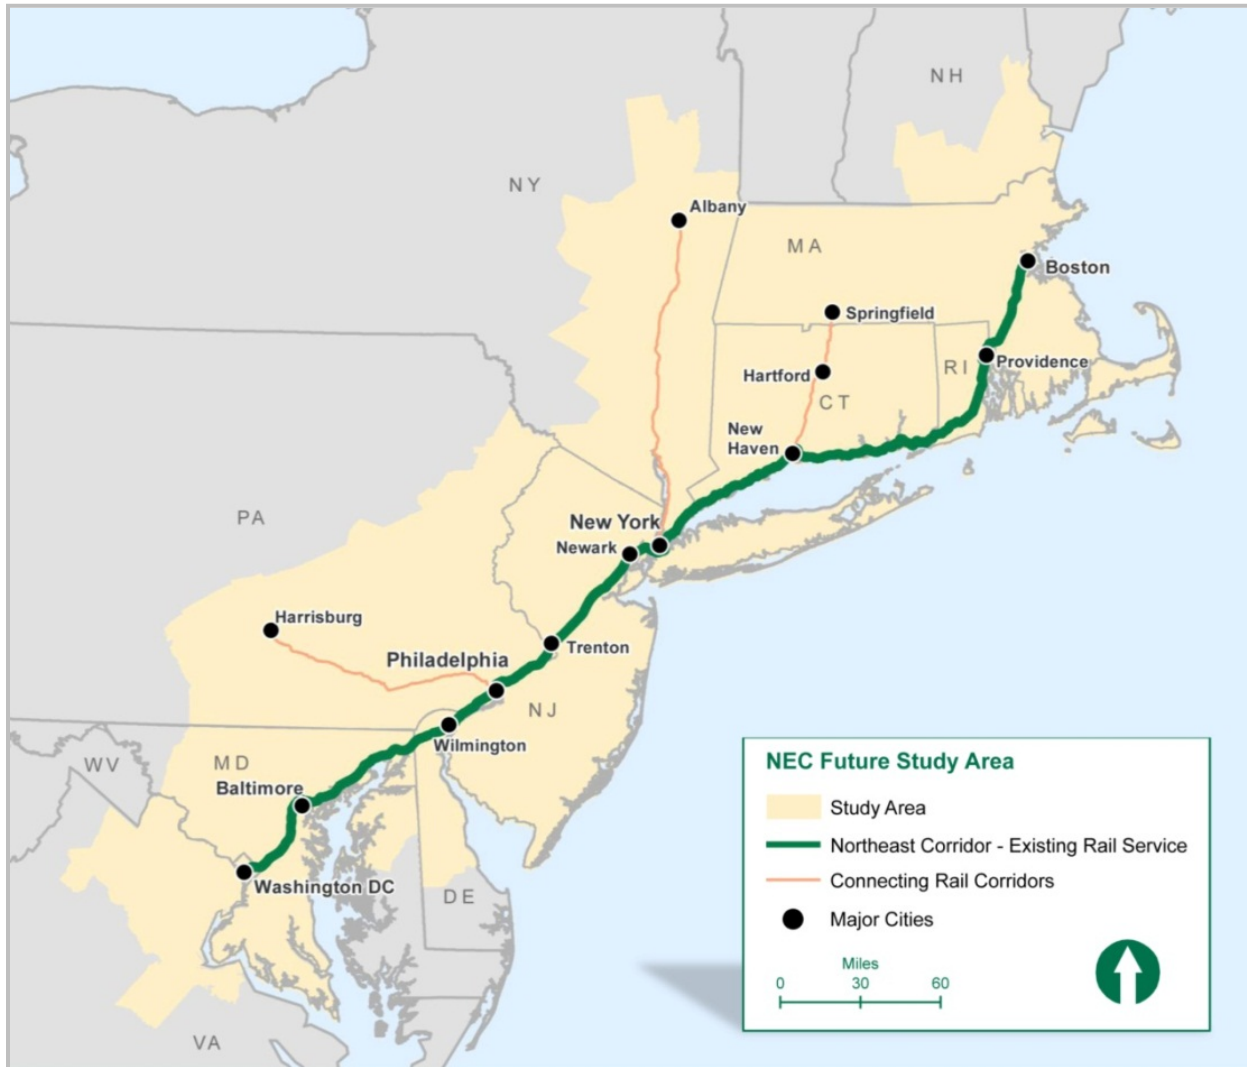 NH
NY
Albany
MA
Boston
Springfield
Providence
RI
Hartford
CT
New
Haven
PA
New York
Newark
Harrisburg
Trenton
Philadelphia
NJ
Wilmington
WV
MD
Baltimore
Washington DC
DE
VA
NEC Future Study Area
Study Area
Northeast Corridor - Existing Rail Service
Connecting Rail Corridors
Major Cities
Miles
0 30 60